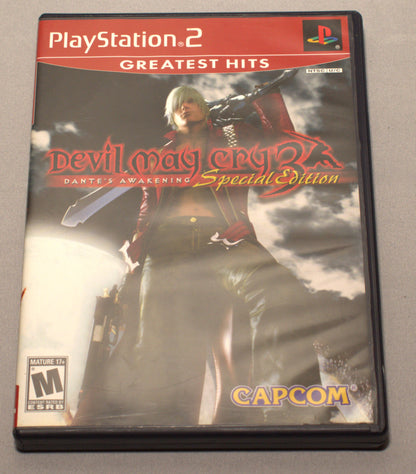 PlayStation.2
GREATEST HITS
NTSC U/C
Devil may cry 3
DANTE'S AWAKENING Special Edition
MATURE 17+
M
CONTENT RATED BY
ESRB
CAPCOM